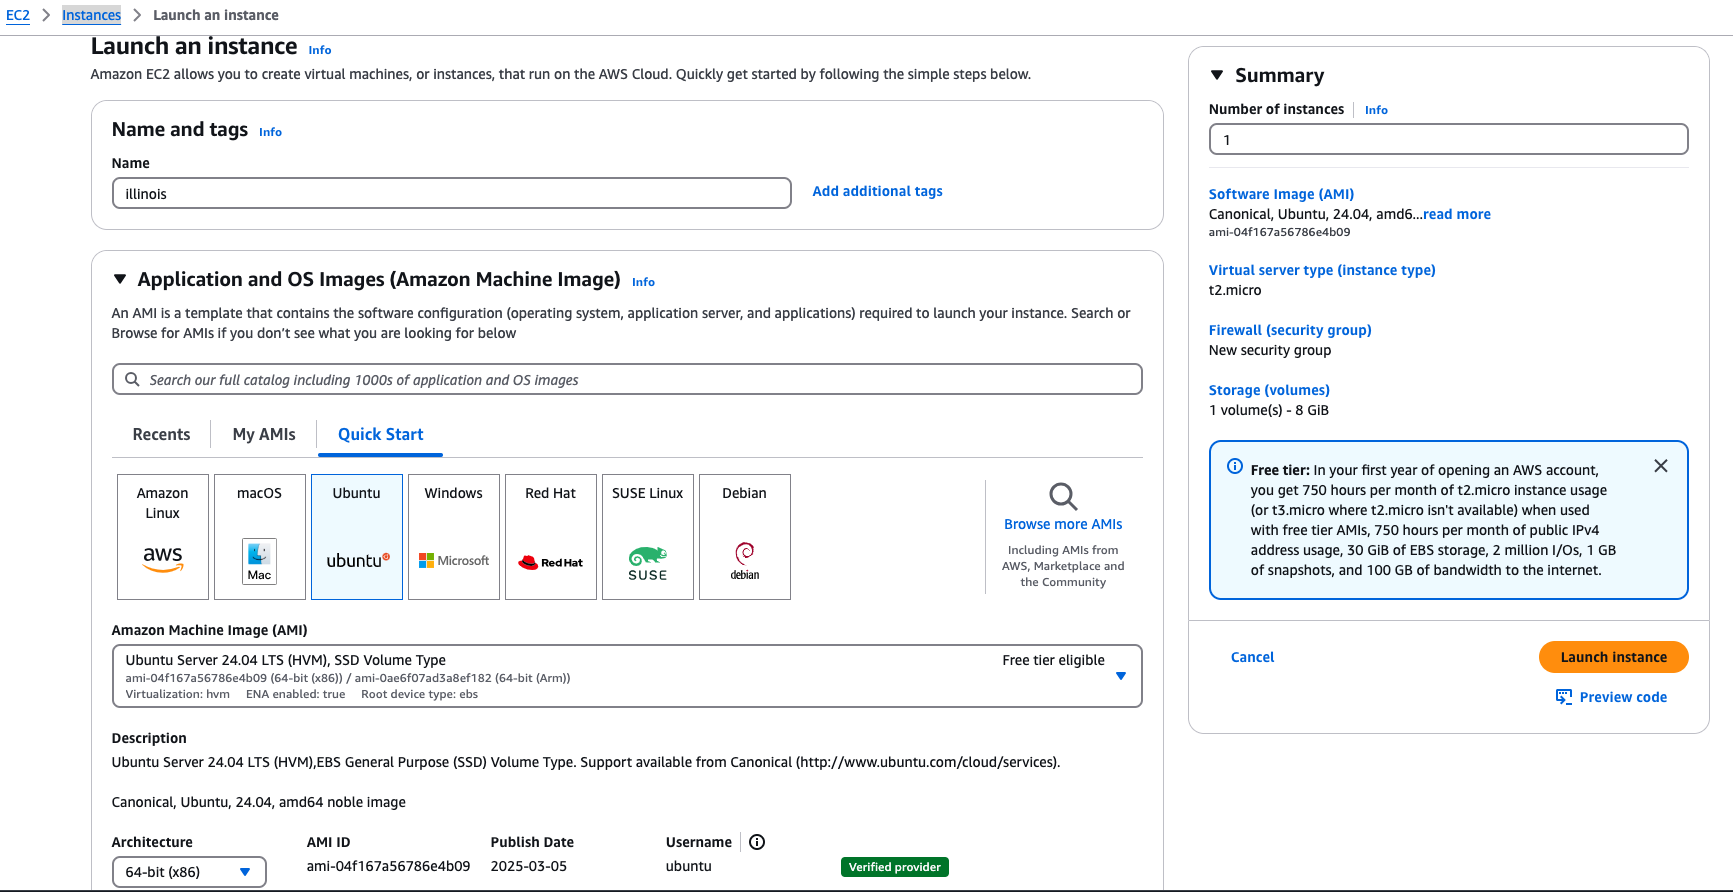 EC2 > Instances > Launch an instance
Launch an instance Info
Amazon EC2 allows you to create virtual machines, or instances, that run on the AWS Cloud. Quickly get started by following the simple steps below.
Name and tags Info
Name
illinois
Add additional tags
Application and OS Images (Amazon Machine Image) Info
An AMI is a template that contains the software configuration (operating system, application server, and applications) required to launch your instance. Search or
Browse for AMIs if you don’t see what you are looking for below
Search our full catalog including 1000s of application and OS images
Recents My AMIs Quick Start
Amazon
Linux
aws
macOS
Mac
Ubuntu
ubuntu
Windows
Microsoft
Red Hat
Red Hat
SUSE Linux
SUSE
Debian
debian
Browse more AMIs
Including AMIs from
AWS, Marketplace and
the Community
Amazon Machine Image (AMI)
Ubuntu Server 24.04 LTS (HVM), SSD Volume Type Free tier eligible
ami-04f167a56786e4b09 (64-bit (x86)) / ami-0ae6f07ad3a8ef182 (64-bit (Arm))
Virtualization: hvm ENA enabled: true Root device type: ebs
Description
Ubuntu Server 24.04 LTS (HVM),EBS General Purpose (SSD) Volume Type. Support available from Canonical (http://www.ubuntu.com/cloud/services).
Canonical, Ubuntu, 24.04, amd64 noble image
Architecture AMI ID Publish Date Username
64-bit (x86) ami-04f167a56786e4b09 2025-03-05 ubuntu Verified provider
Summary
Number of instances Info
1
Software Image (AMI)
Canonical, Ubuntu, 24.04, amd6...read more
ami-04f167a56786e4b09
Virtual server type (instance type)
t2.micro
Firewall (security group)
New security group
Storage (volumes)
1 volume(s) - 8 GiB
Free tier: In your first year of opening an AWS account,
you get 750 hours per month of t2.micro instance usage
(or t3.micro where t2.micro isn't available) when used
with free tier AMIs, 750 hours per month of public IPv4
address usage, 30 GiB of EBS storage, 2 million I/Os, 1 GB
of snapshots, and 100 GB of bandwidth to the internet.
Cancel
Launch instance
Preview code